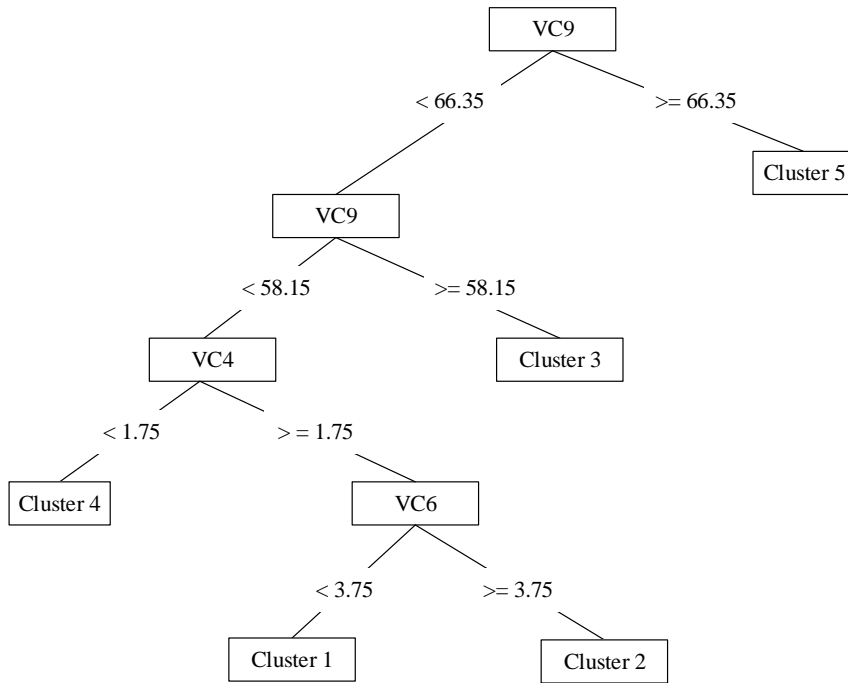 VC9
< 66.35
>= 66.35
Cluster 5
VC9
< 58.15
>= 58.15
VC4
Cluster 3
< 1.75
> = 1.75
Cluster 4
VC6
< 3.75
>= 3.75
Cluster 1
Cluster 2